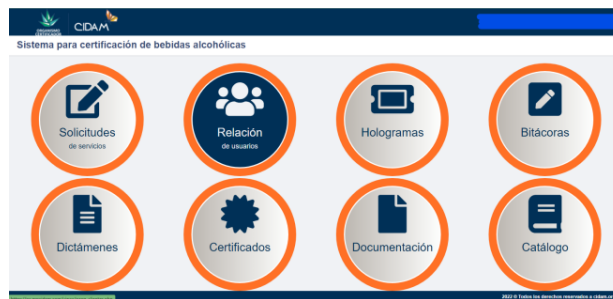 CIDAM
Sistema para certificación de bebidas alcohólicas
Solicitudes
de servicios
Relación
de usuarios
Hologramas
Bitácoras
Dictámenes
Certificados
Documentación
Catálogo
2022 © Todos los derechos reservados a cidam.co